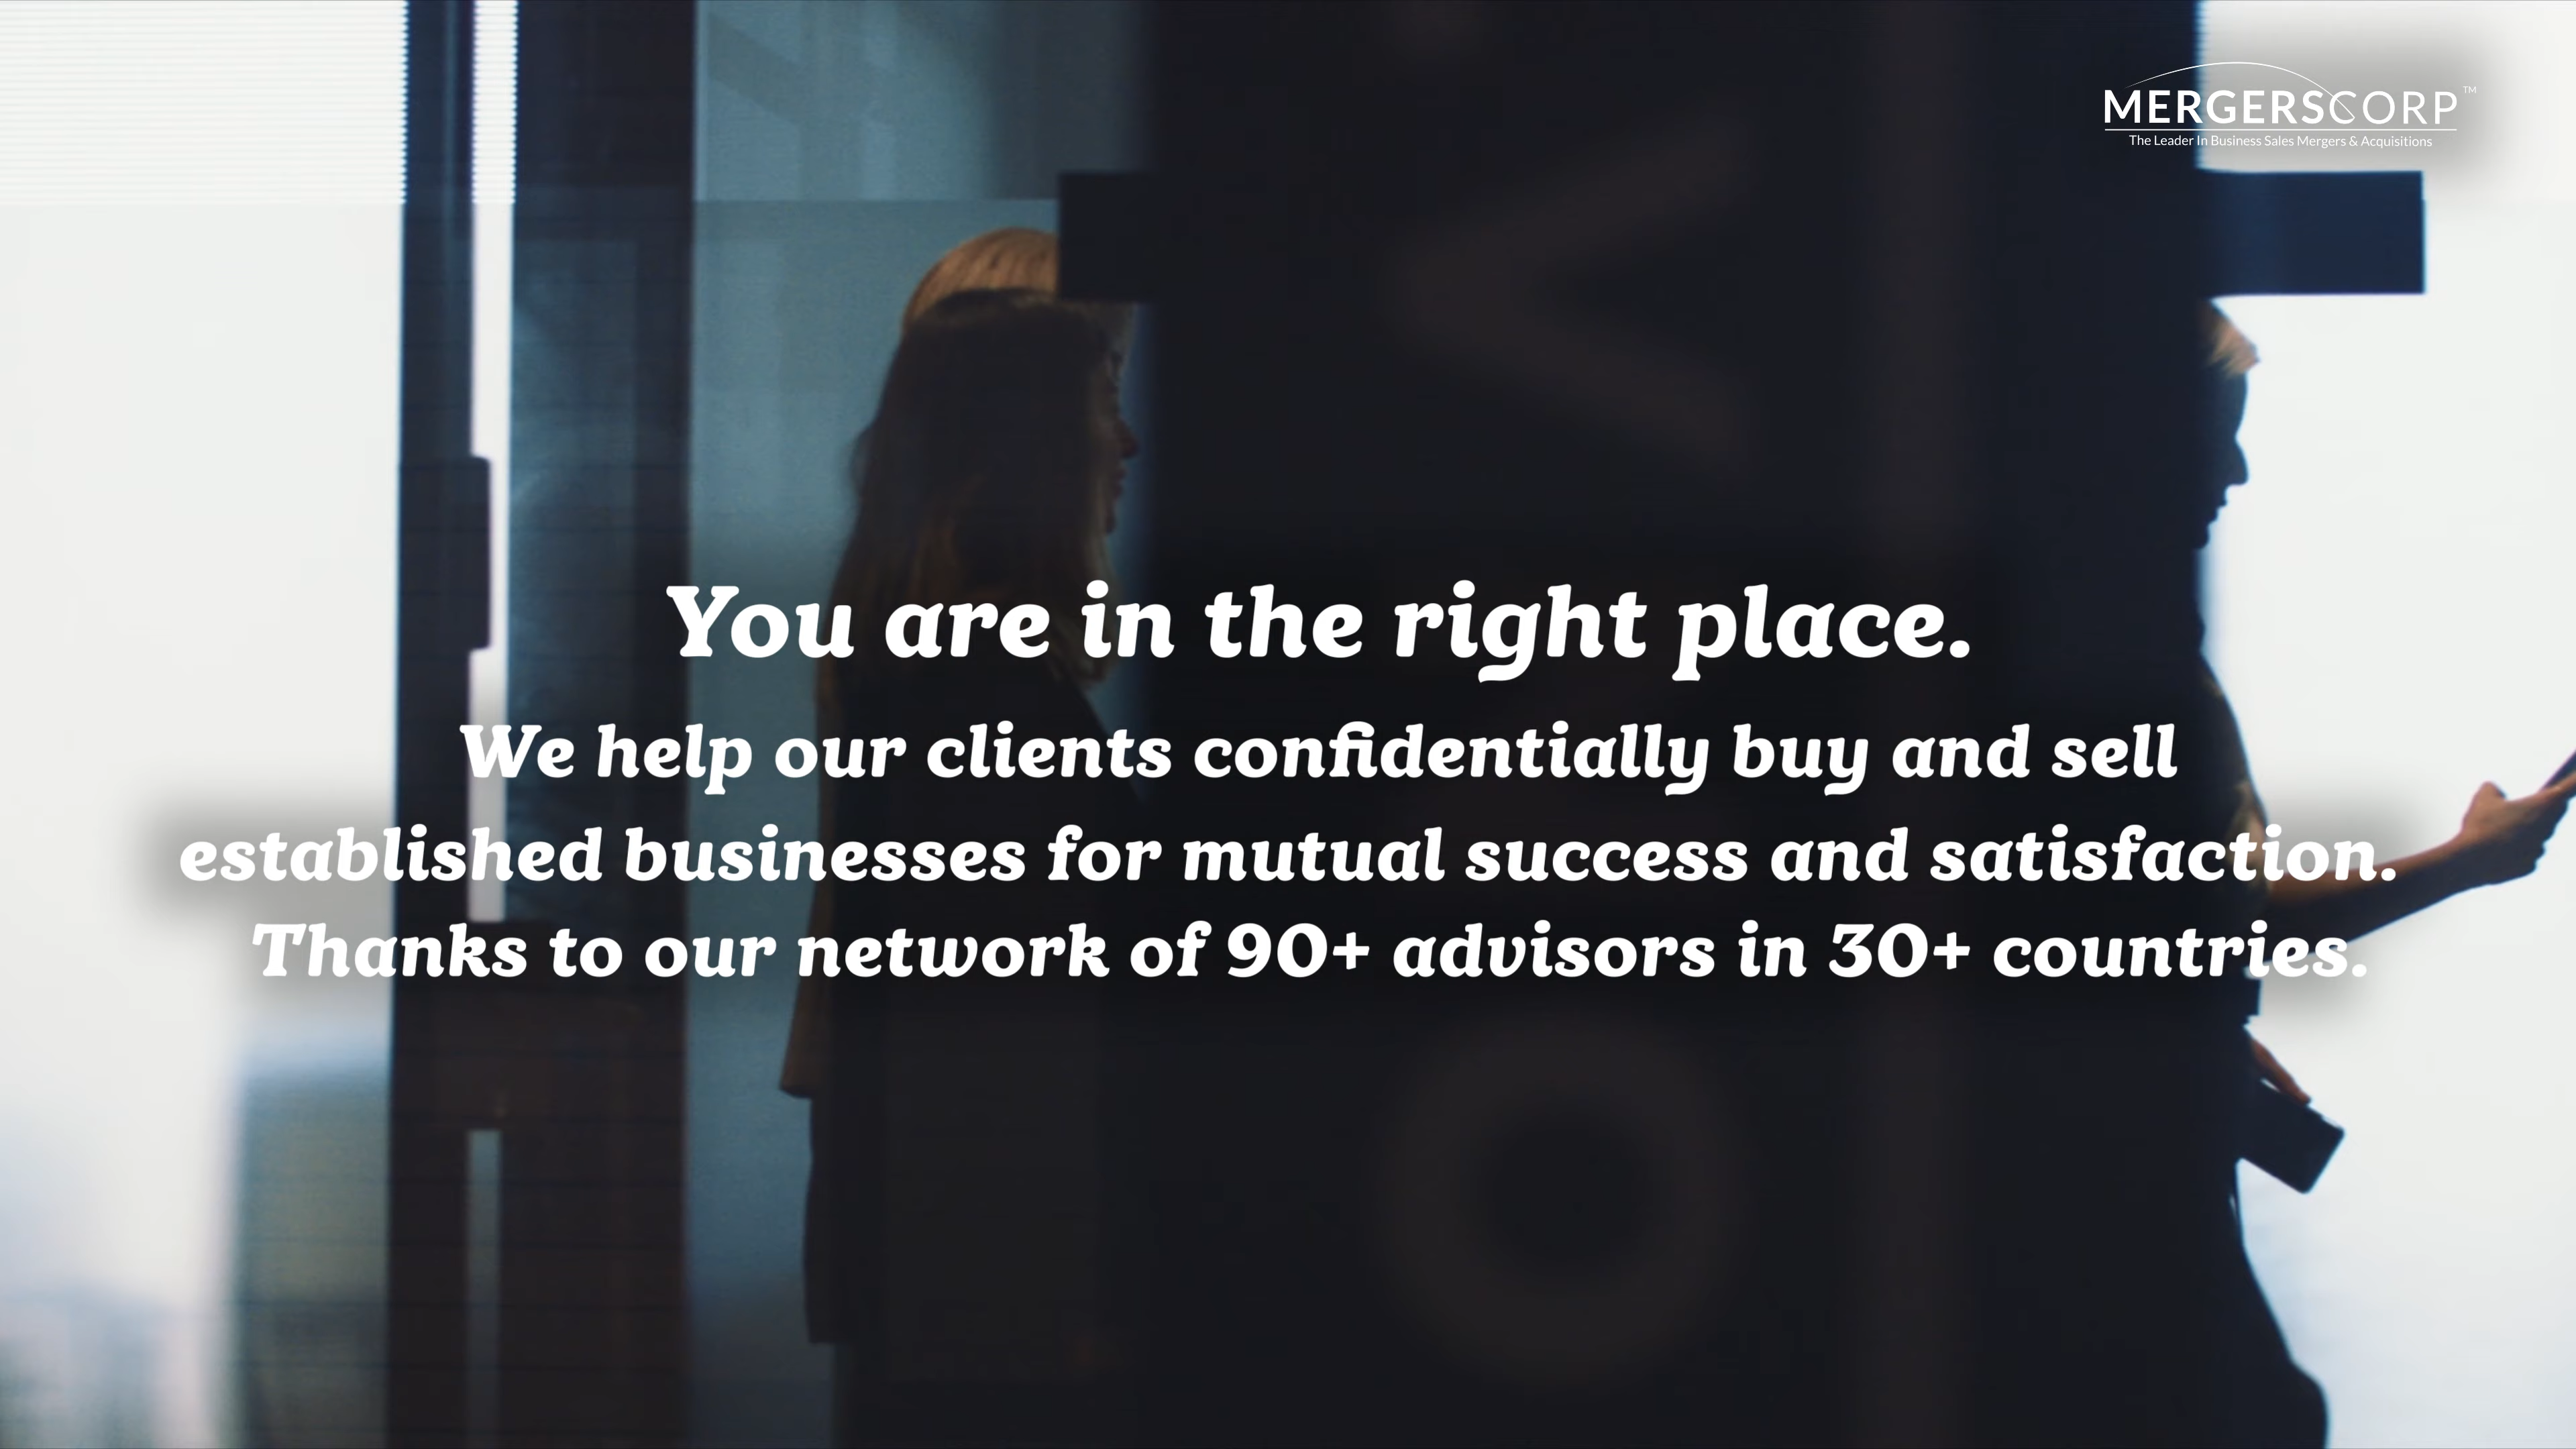 MERGERSCORP™
The Leader In Business Sales Mergers & Acquisitions
You are in the right place.
We help our clients confidentially buy and sell
established businesses for mutual success and satisfaction.
Thanks to our network of 90+ advisors in 30+ countries.